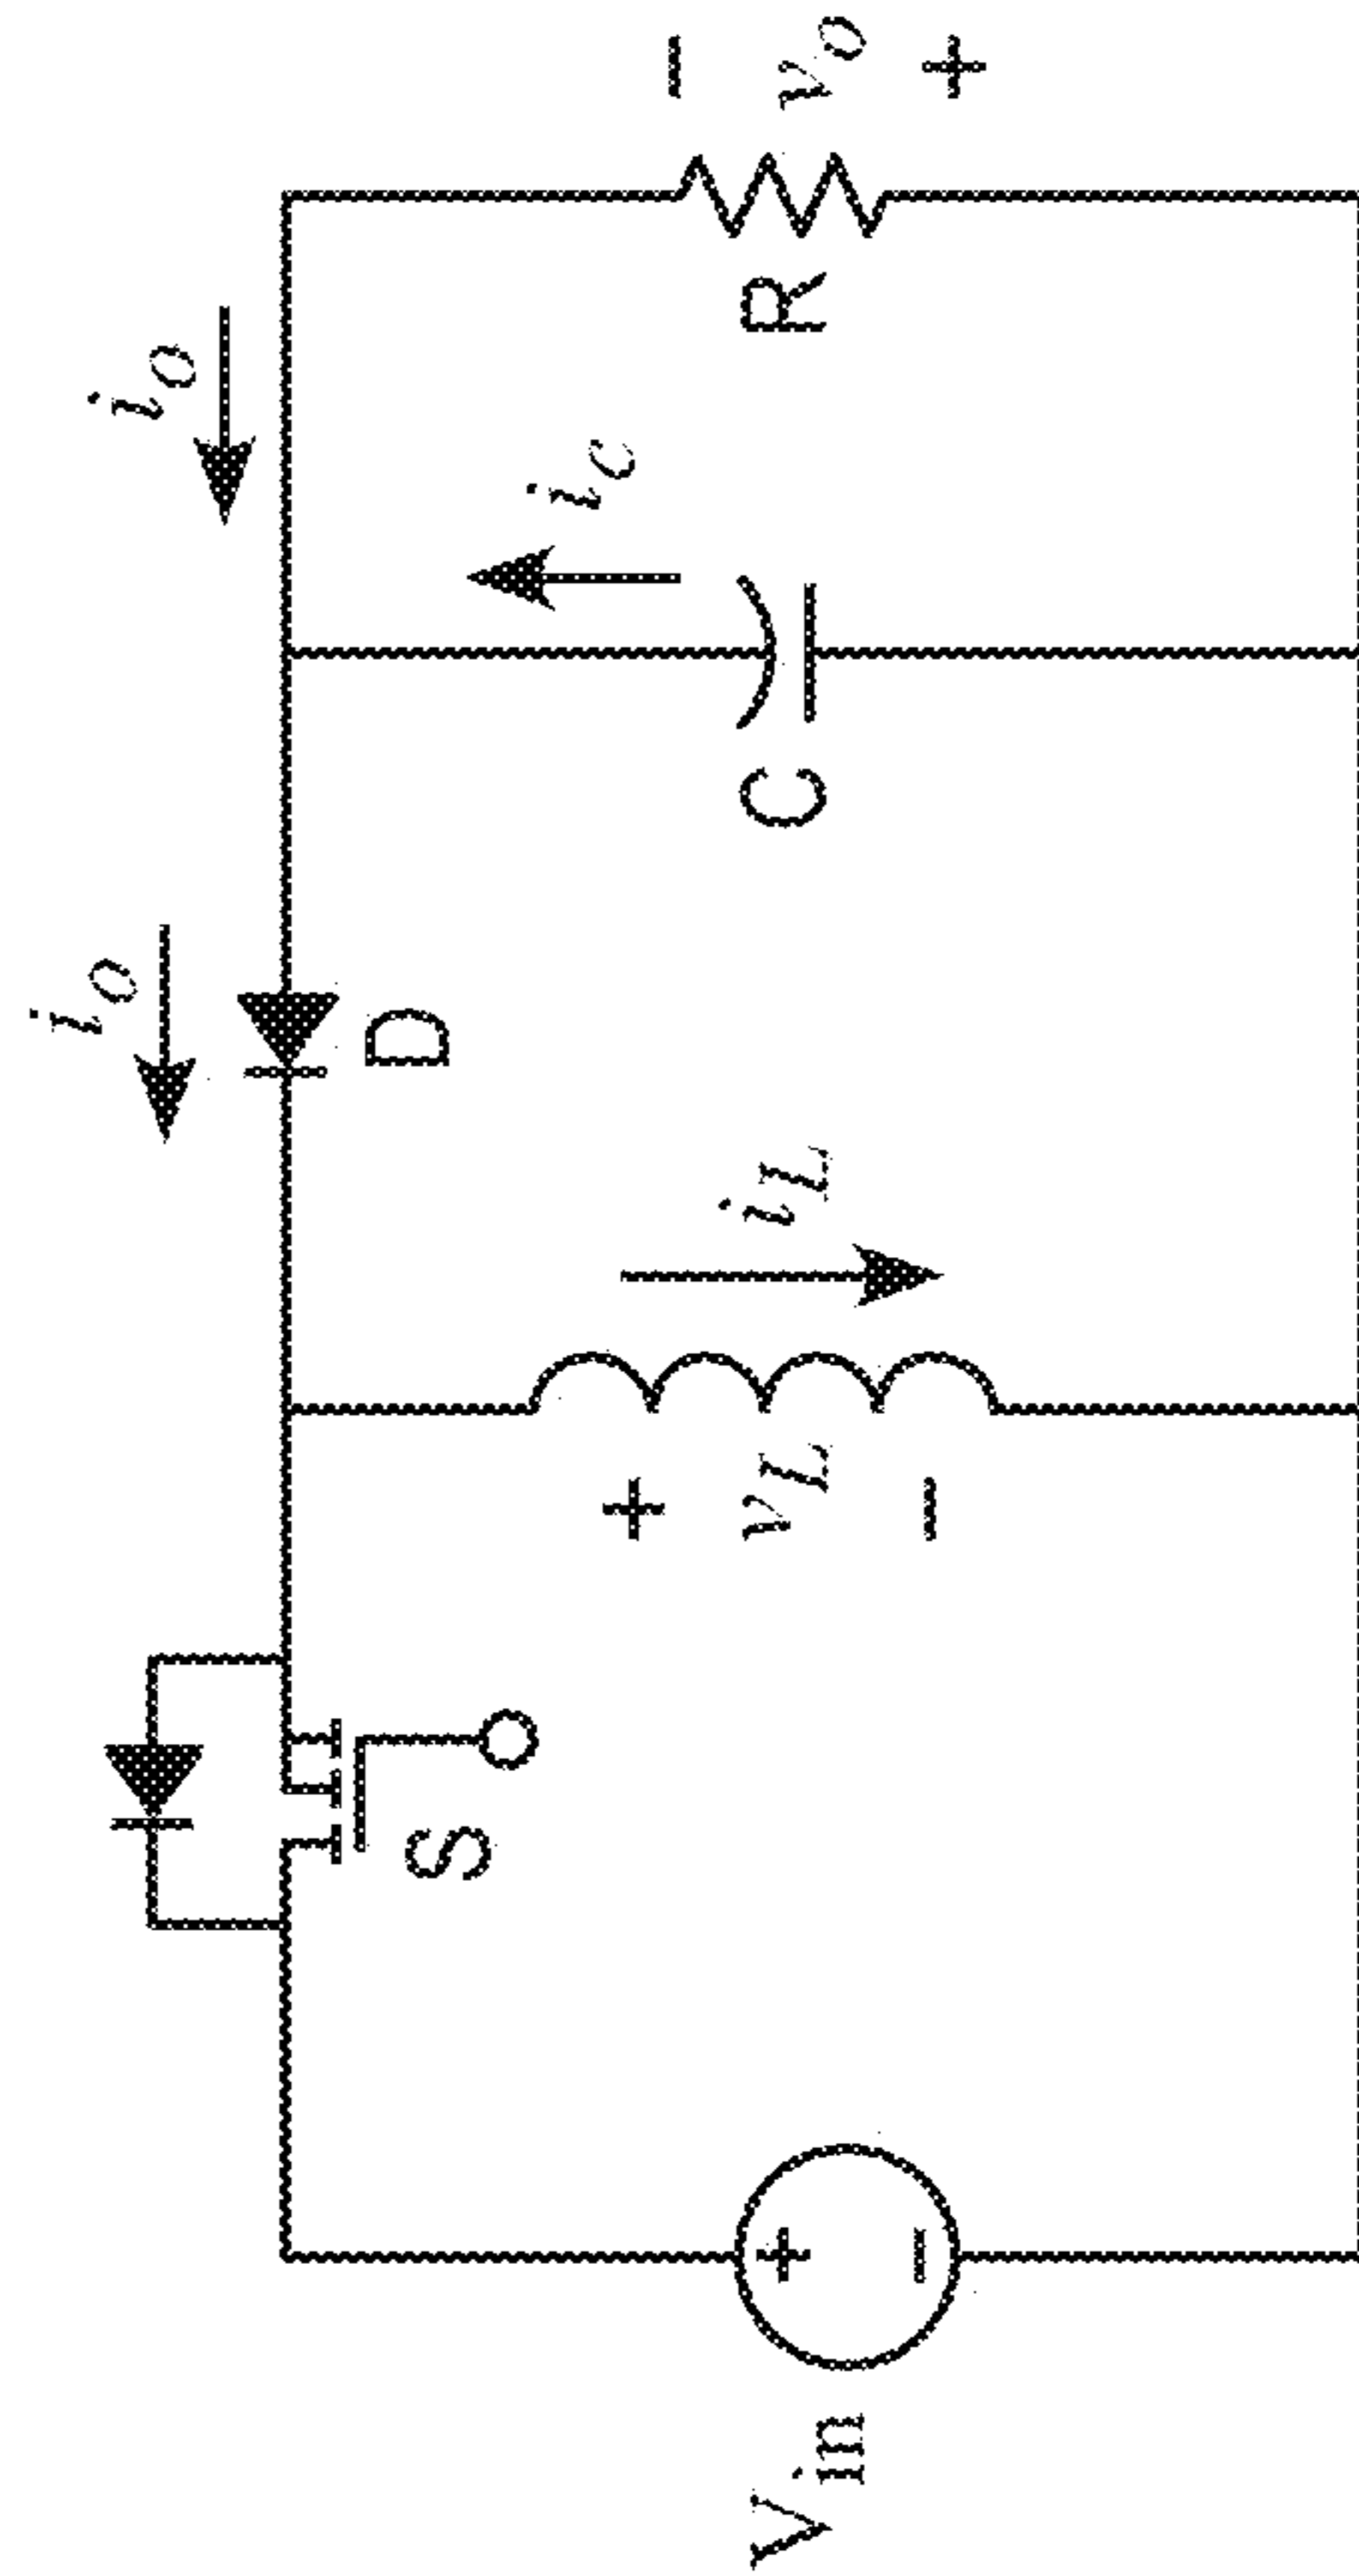 i_o
i_o
i_c
D
i_L
+
v_L
−
S
C
R
−
v_o
+
V_in
+
−